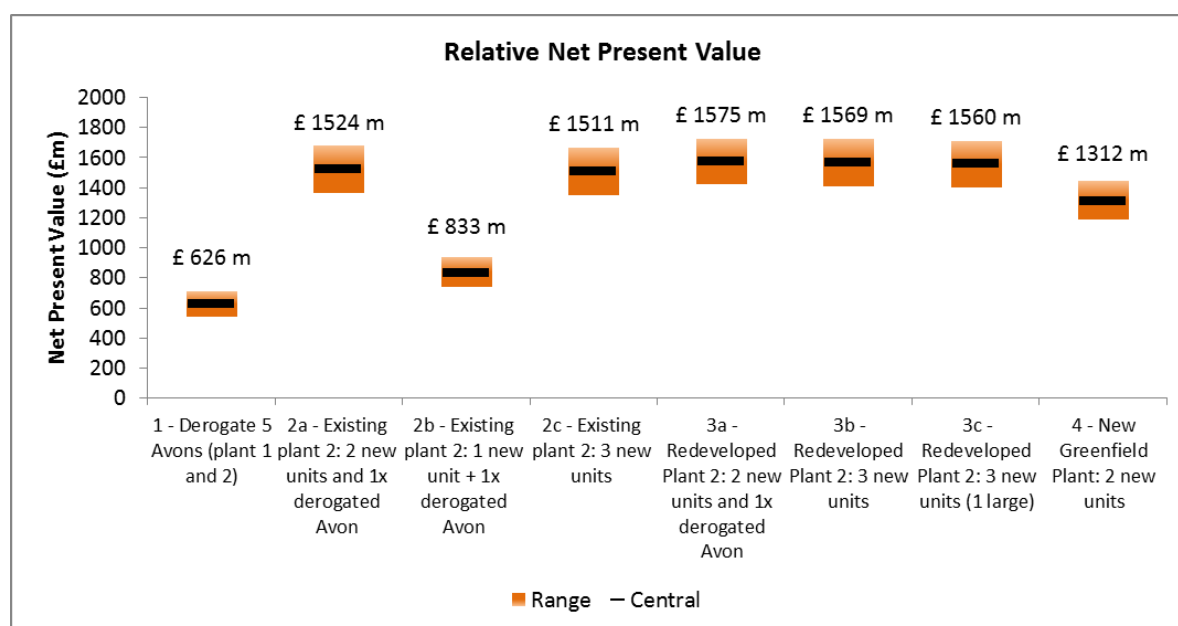 Relative Net Present Value
Net Present Value (£m)
2000
1800
1600
1400
1200
1000
800
600
400
200
0
£ 626 m
£ 1524 m
£ 833 m
£ 1511 m
£ 1575 m
£ 1569 m
£ 1560 m
£ 1312 m
1 - Derogate 5
Avons (plant 1
and 2)
2a - Existing
plant 2: 2 new
units and 1x
derogated
Avon
2b - Existing
plant 2: 1 new
unit + 1x
derogated
Avon
2c - Existing
plant 2: 3 new
units
3a -
Redeveloped
Plant 2: 2 new
units and 1x
derogated
Avon
3b -
Redeveloped
Plant 2: 3 new
units
3c -
Redeveloped
Plant 2: 3 new
units (1 large)
4 - New
Greenfield
Plant: 2 new
units
Range
Central